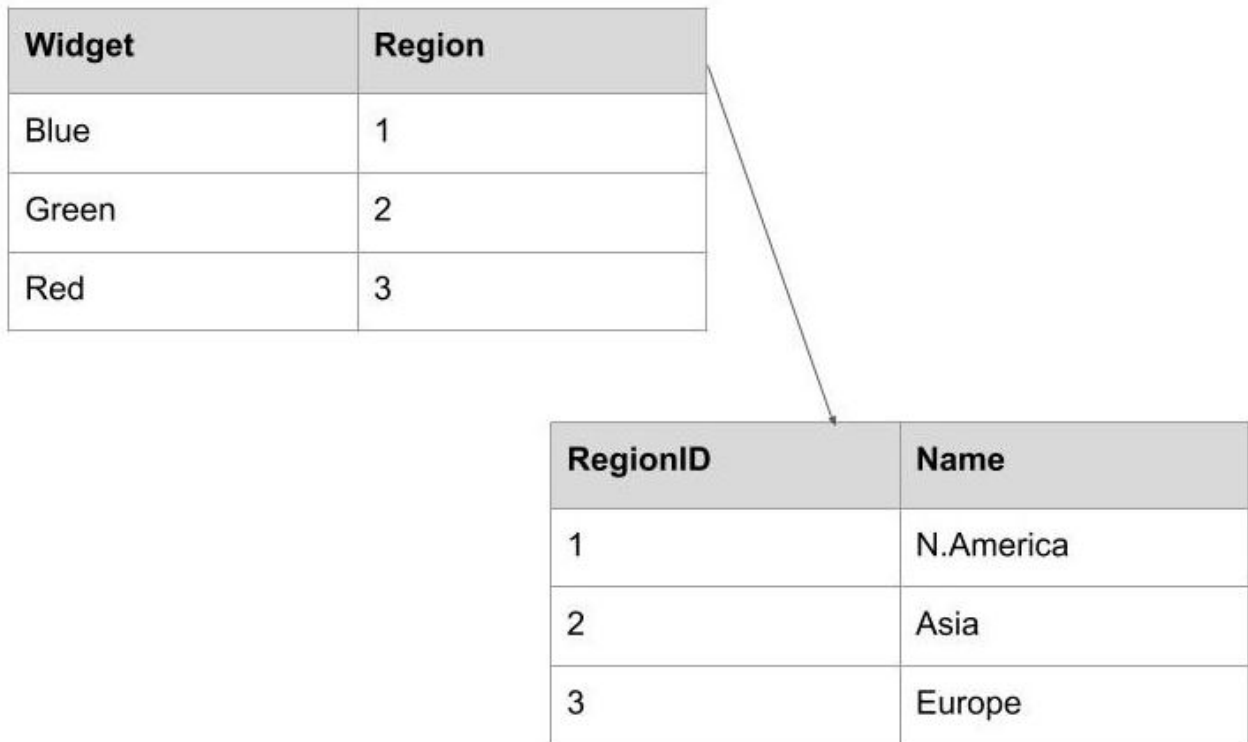 Widget Region
Blue 1
Green 2
Red 3
RegionID Name
1 N.America
2 Asia
3 Europe